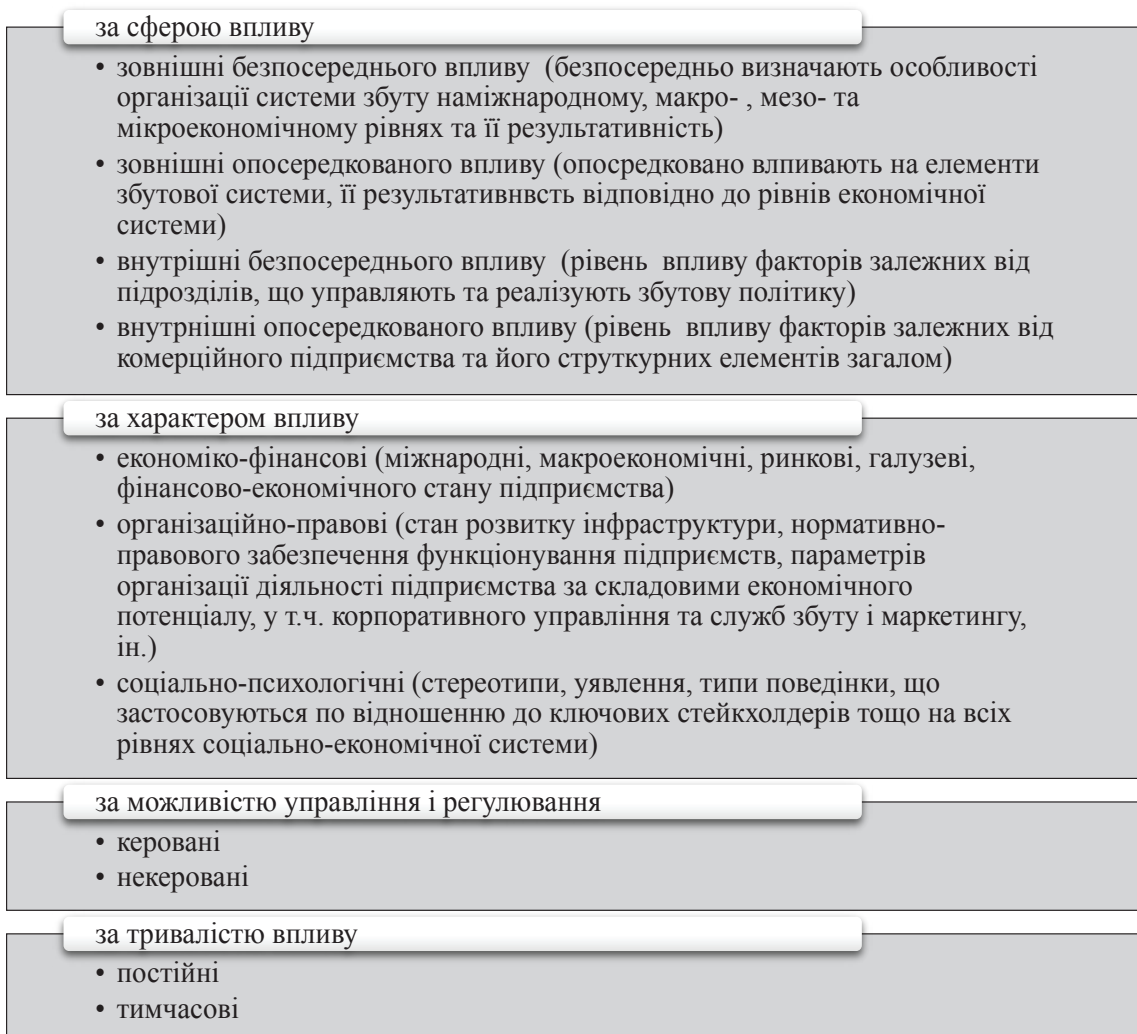 за сферою впливу
• зовнішні безпосереднього впливу (безпосередньо визначають особливості
організації системи збуту наміжнародному, макро- , мезо- та
мікроекономічному рівнях та її результативність)
• зовнішні опосередкованого впливу (опосредковано влпивають на елементи
збутової системи, її результативнвсть відповідно до рівнів економічної
системи)
• внутрішні безпосереднього впливу (рівень впливу факторів залежних від
підрозділів, що управляють та реалізують збутову політику)
• внутрнішні опосередкованого впливу (рівень впливу факторів залежних від
комерційного підприємства та його струткурних елементів загалом)
за характером впливу
• економіко-фінансові (міжнародні, макроекономічні, ринкові, галузеві,
фінансово-економічного стану підприємства)
• організаційно-правові (стан розвитку інфраструктури, нормативно-
правового забезпечення функціонування підприємств, параметрів
організації діяльності підприємства за складовими економічного
потенціалу, у т.ч. корпоративного управління та служб збуту і маркетингу,
ін.)
• соціально-психологічні (стереотипи, уявлення, типи поведінки, що
застосовуються по відношенню до ключових стейкхолдерів тощо на всіх
рівнях соціально-економічної системи)
за можливістю управління і регулювання
• керовані
• некеровані
за тривалістю впливу
• постійні
• тимчасові